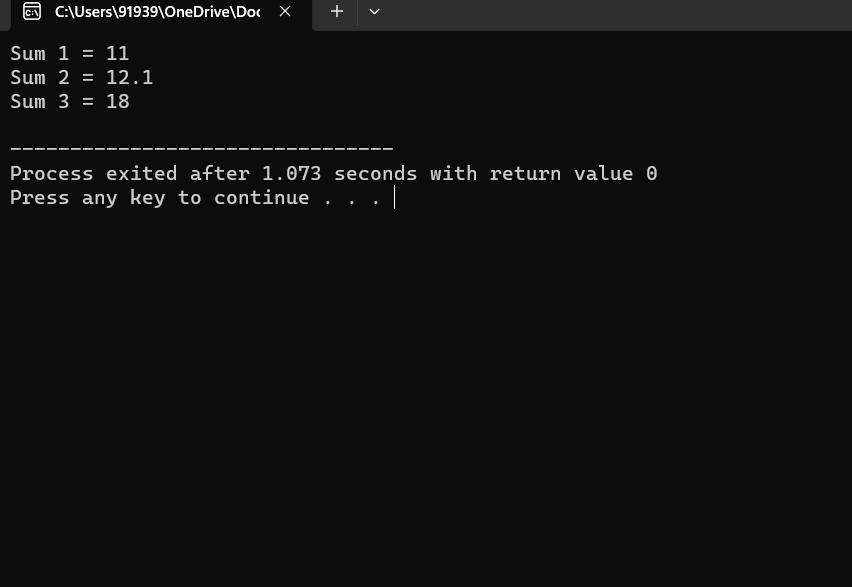 C:\Users\91939\OneDrive\Doc
Sum 1 = 11
Sum 2 = 12.1
Sum 3 = 18
--------------------------------
Process exited after 1.073 seconds with return value 0
Press any key to continue . . .